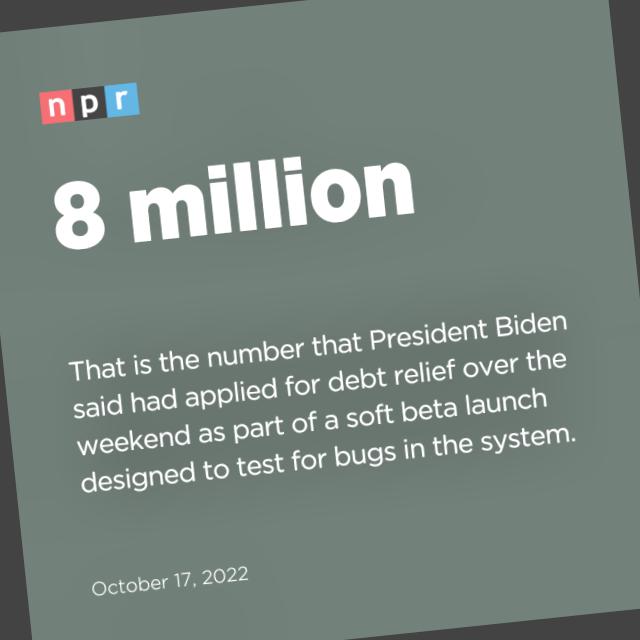 npr
8 million
That is the number that President Biden
said had applied for debt relief over the
weekend as part of a soft beta launch
designed to test for bugs in the system.
October 17, 2022